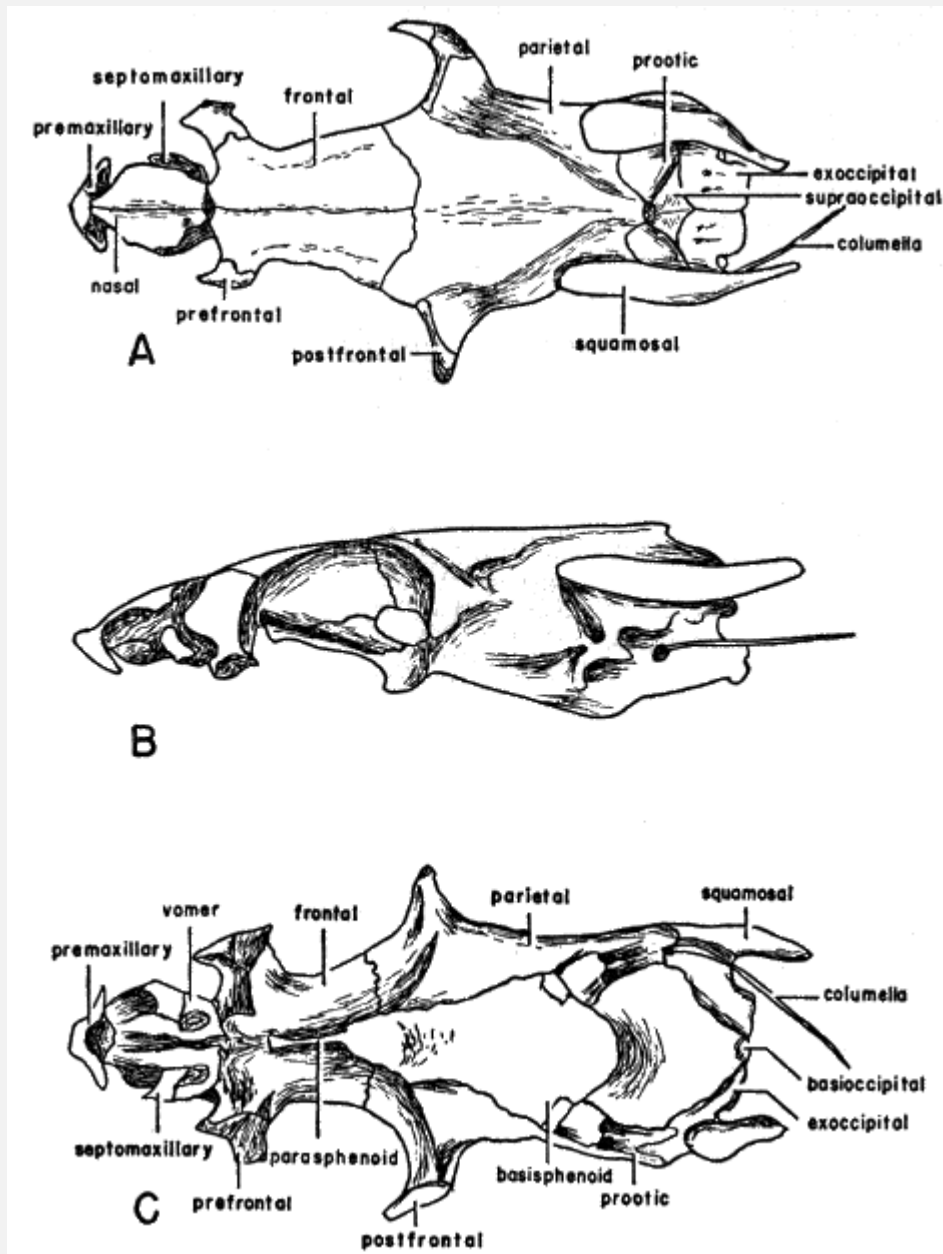 parietal
prootic
septomaxillary
frontal
premaxillary
exoccipital
supraoccipital
columella
nasal
prefrontal
squamosal
postfrontal
A
B
vomer
frontal
parietal
squamosal
premaxillary
columella
basioccipital
exoccipital
septomaxillary
parasphenoid
basisphenoid
prootic
prefrontal
postfrontal
C